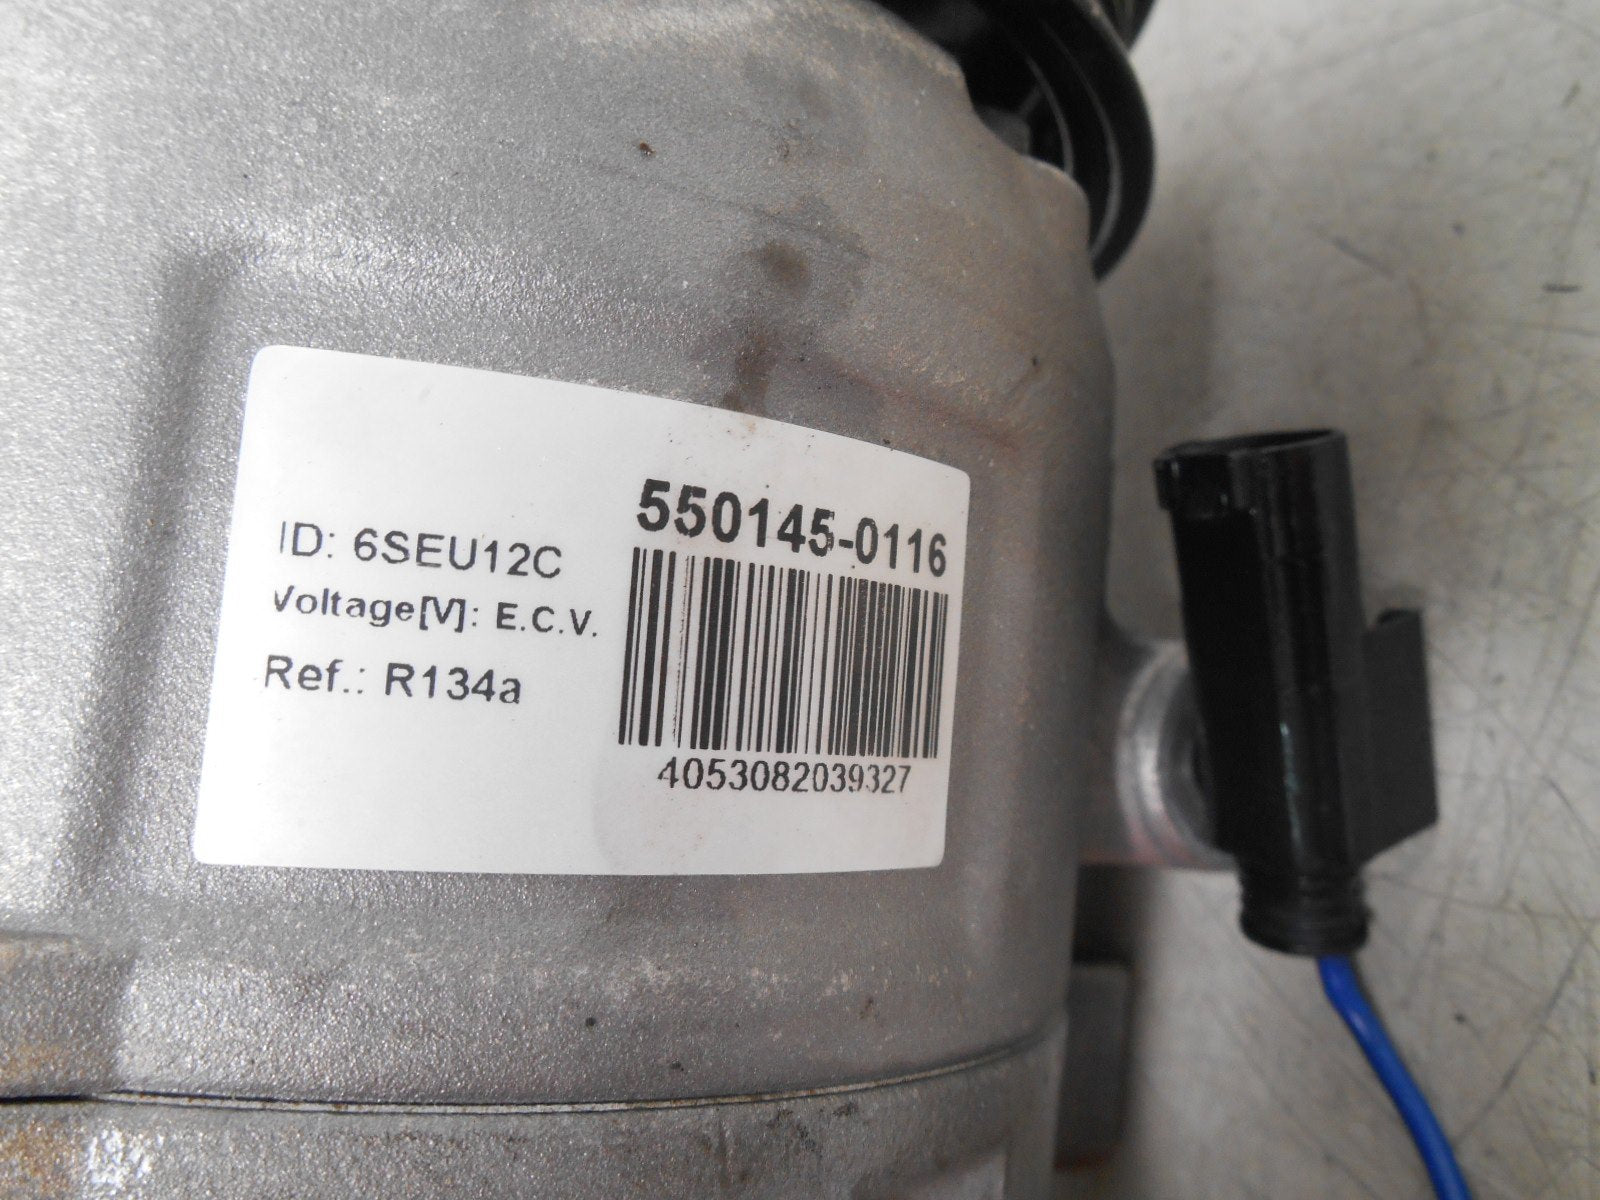 550145-0116
ID: 6SEU12C
Voltage[V]: E.C.V.
Ref.: R134a
4053082039327